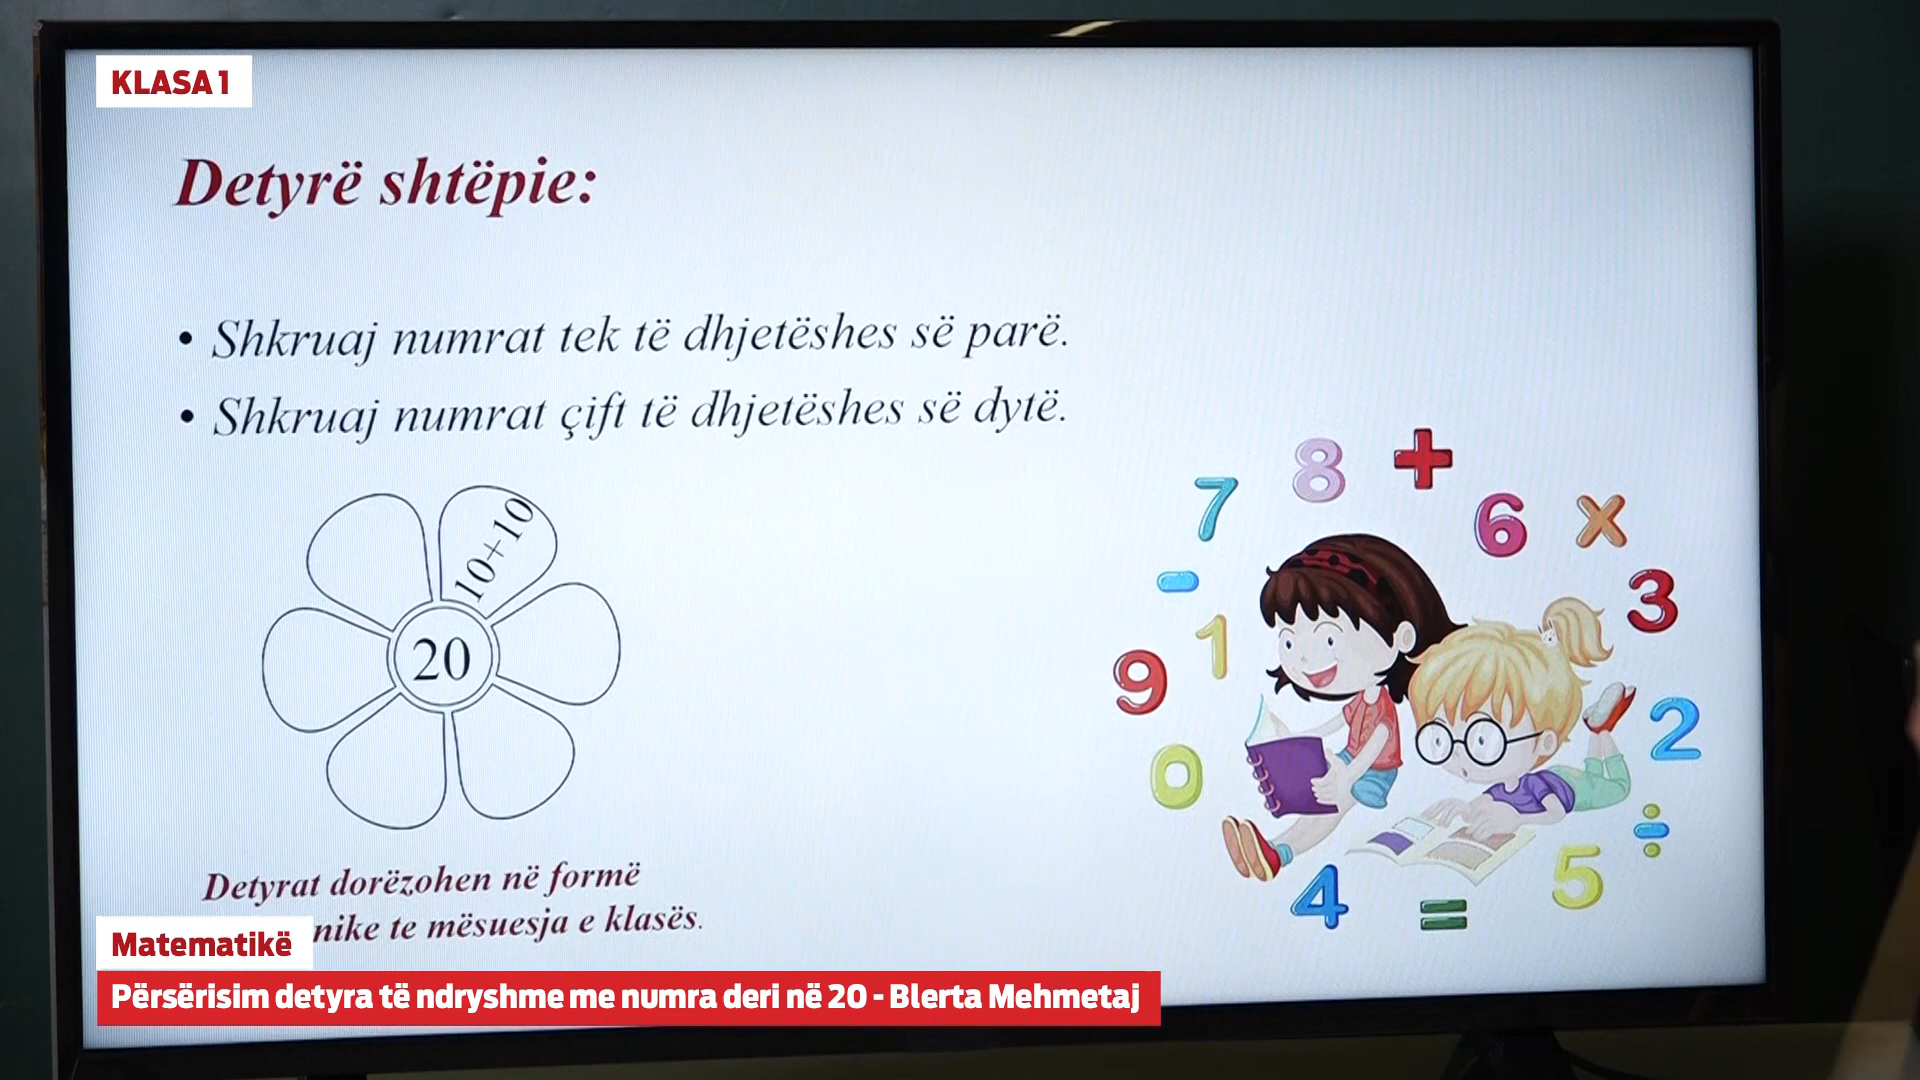 KLASA 1
Detyrë shtëpie:
• Shkruaj numrat tek të dhjetëshes së parë.
• Shkruaj numrat çift të dhjetëshes së dytë.
10+10
20
7
8
+
6
×
-
3
1
9
2
0
÷
5
4
=
Detyrat dorëzohen në formë
te mësuesja e klasës.
Matematikë
Përsërisim detyra të ndryshme me numra deri në 20 - Blerta Mehmetaj